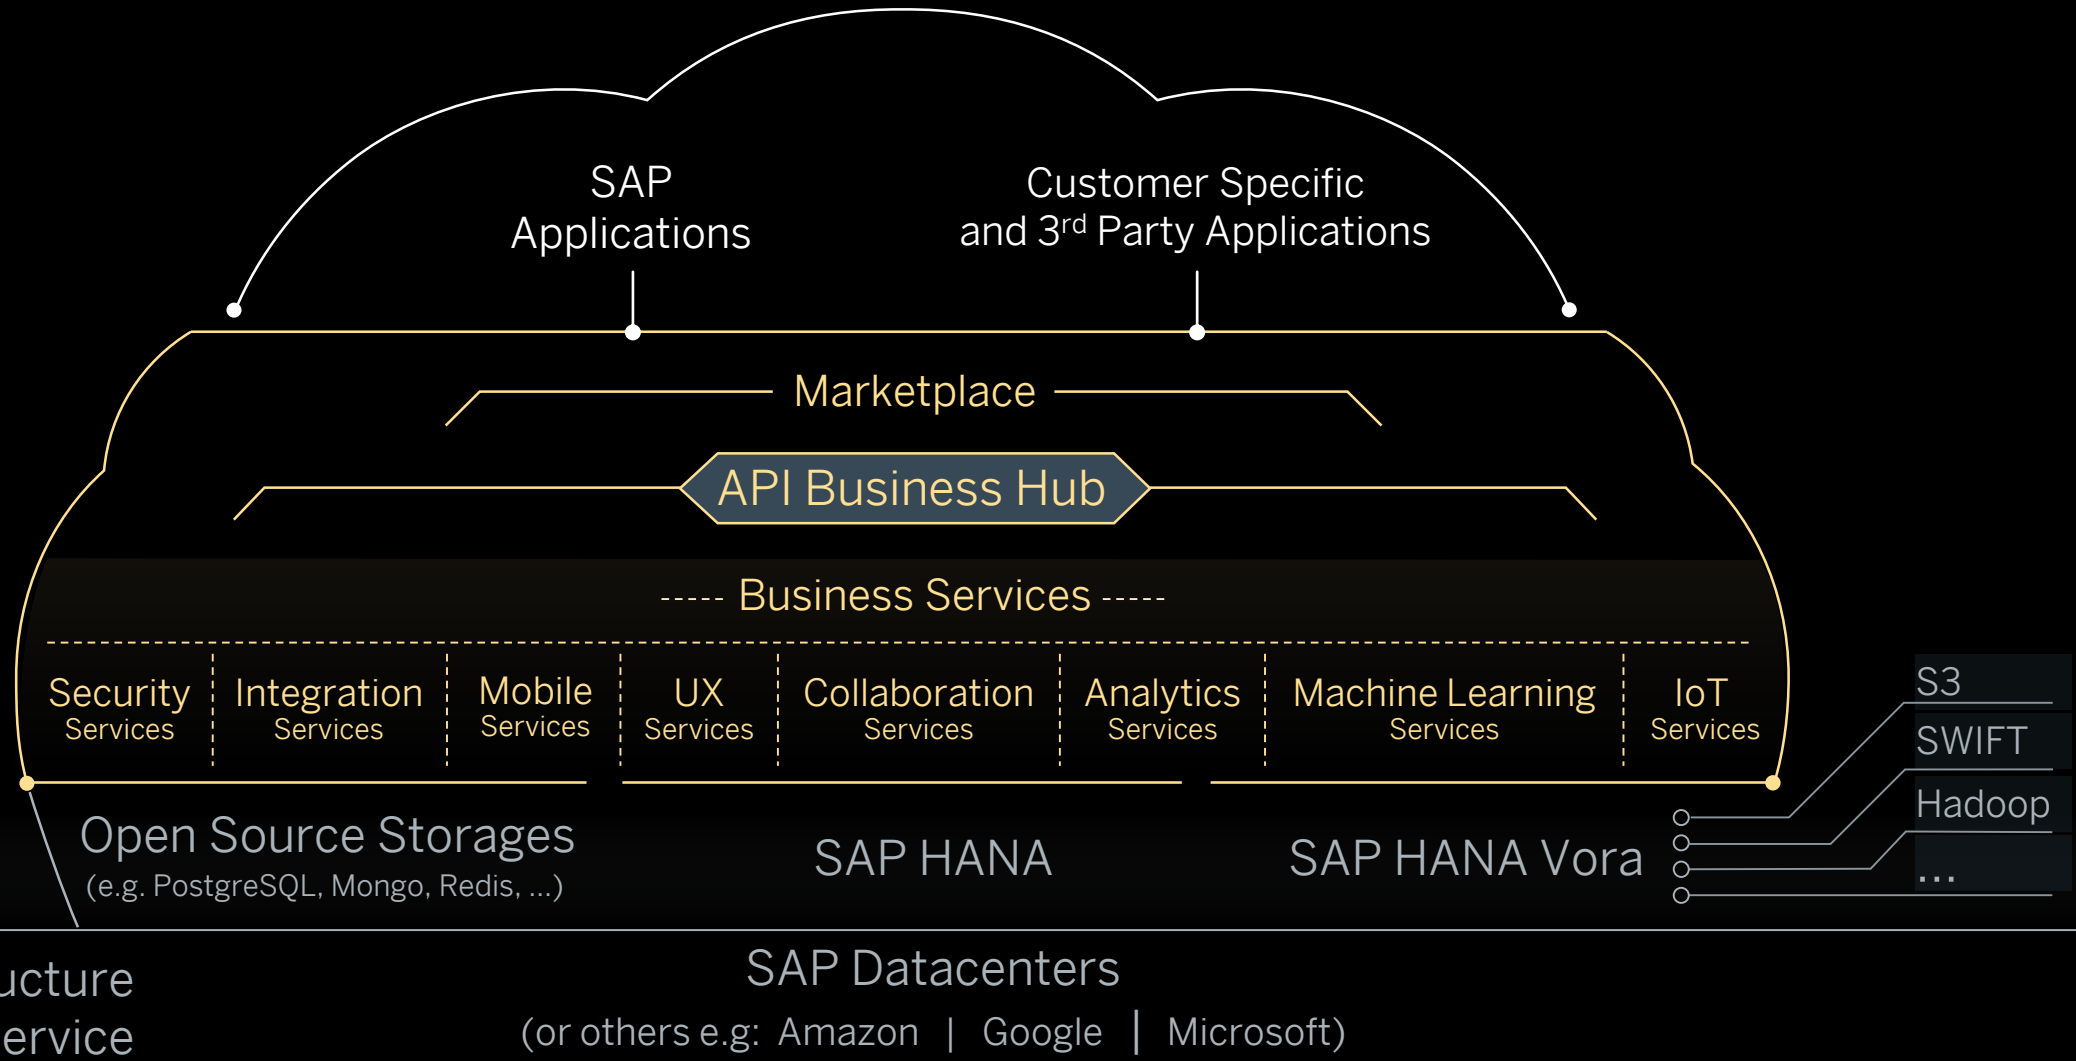 SAP
Applications
Customer Specific
and 3rd Party Applications
Marketplace
API Business Hub
----- Business Services -----
Security
Services
Integration
Services
Mobile
Services
UX
Services
Collaboration
Services
Analytics
Services
Machine Learning
Services
IoT
Services
S3
SWIFT
Hadoop
...
Open Source Storages
(e.g. PostgreSQL, Mongo, Redis, ...)
SAP HANA
SAP HANA Vora
ucture
ervice
SAP Datacenters
(or others e.g: Amazon | Google | Microsoft)